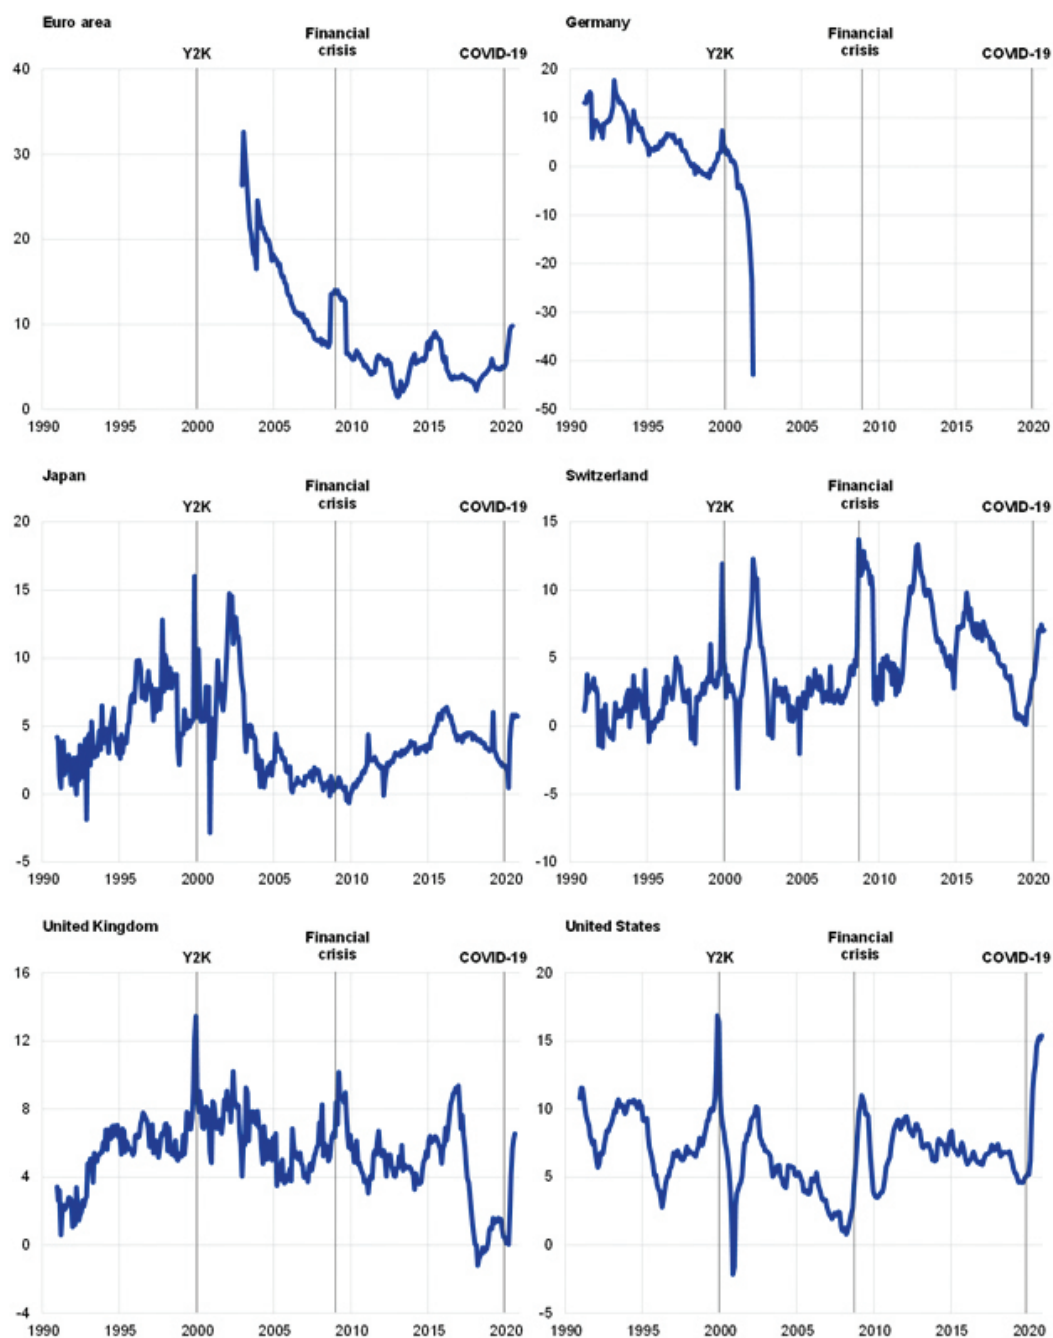 Euro area
Financial
crisis
Y2K
COVID-19
40
30
20
10
0
1990 1995 2000 2005 2010 2015 2020
Germany
Financial
crisis
Y2K
COVID-19
20
10
0
-10
-20
-30
-40
-50
1990 1995 2000 2005 2010 2015 2020
Japan
Financial
crisis
Y2K
COVID-19
20
15
10
5
0
-5
1990 1995 2000 2005 2010 2015 2020
Switzerland
Financial
crisis
Y2K
COVID-19
15
10
5
0
-5
-10
1990 1995 2000 2005 2010 2015 2020
United Kingdom
Financial
crisis
Y2K
COVID-19
16
12
8
4
0
-4
1990 1995 2000 2005 2010 2015 2020
United States
Financial
crisis
Y2K
COVID-19
20
15
10
5
0
-5
1990 1995 2000 2005 2010 2015 2020